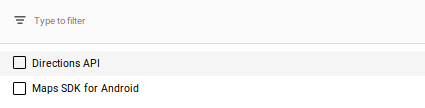 Type to filter
Directions API
Maps SDK for Android